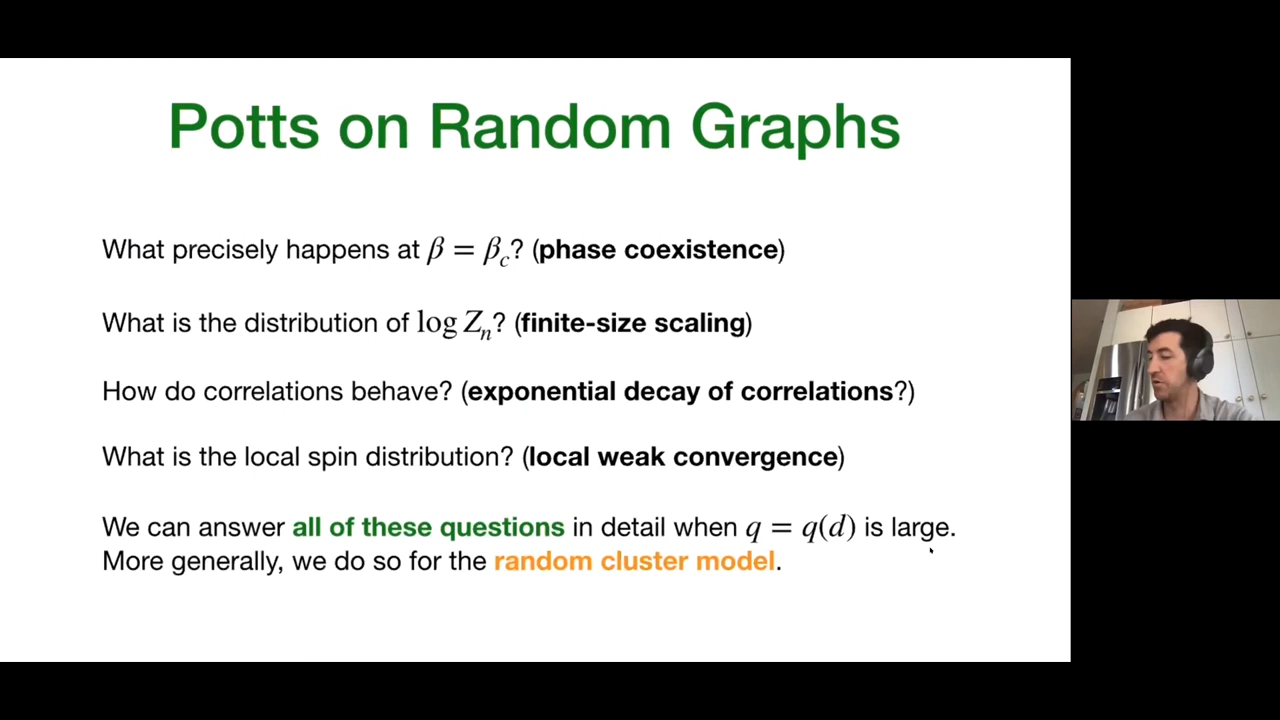 Potts on Random Graphs
What precisely happens at β = β_c? (phase coexistence)
What is the distribution of log Z_n? (finite-size scaling)
How do correlations behave? (exponential decay of correlations?)
What is the local spin distribution? (local weak convergence)
We can answer all of these questions in detail when q = q(d) is large.
More generally, we do so for the random cluster model.